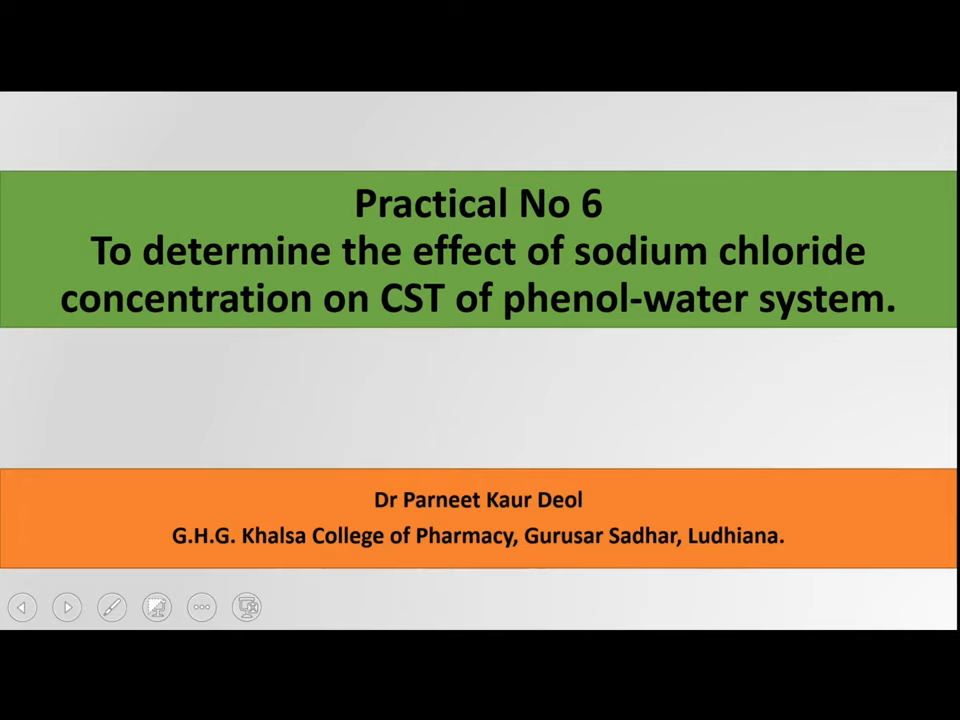 Practical No 6
To determine the effect of sodium chloride
concentration on CST of phenol-water system.
Dr Parneet Kaur Deol
G.H.G. Khalsa College of Pharmacy, Gurusar Sadhar, Ludhiana.